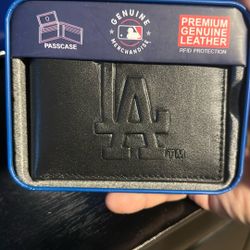 PASSCASE
GENUINE
MERCHANDISE
PREMIUM
GENUINE
LEATHER
RFID PROTECTION
LA
TM